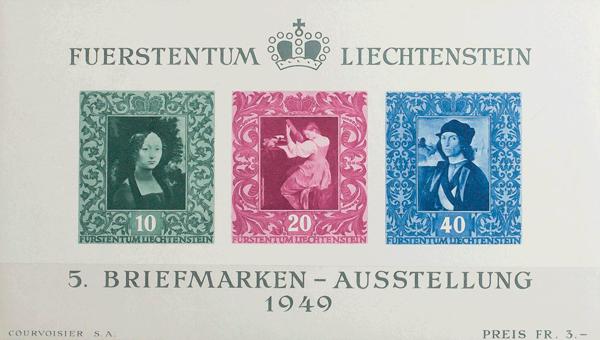 FUERSTENTUM LIECHTENSTEIN
10
FURSTENTUM LIECHTENSTEIN
20
FURSTENTUM LIECHTENSTEIN
40
FURSTENTUM LIECHTENSTEIN
5. BRIEFMARKEN – AUSSTELLUNG
1949
COURVOISIER S.A.
PREIS FR. 3.–